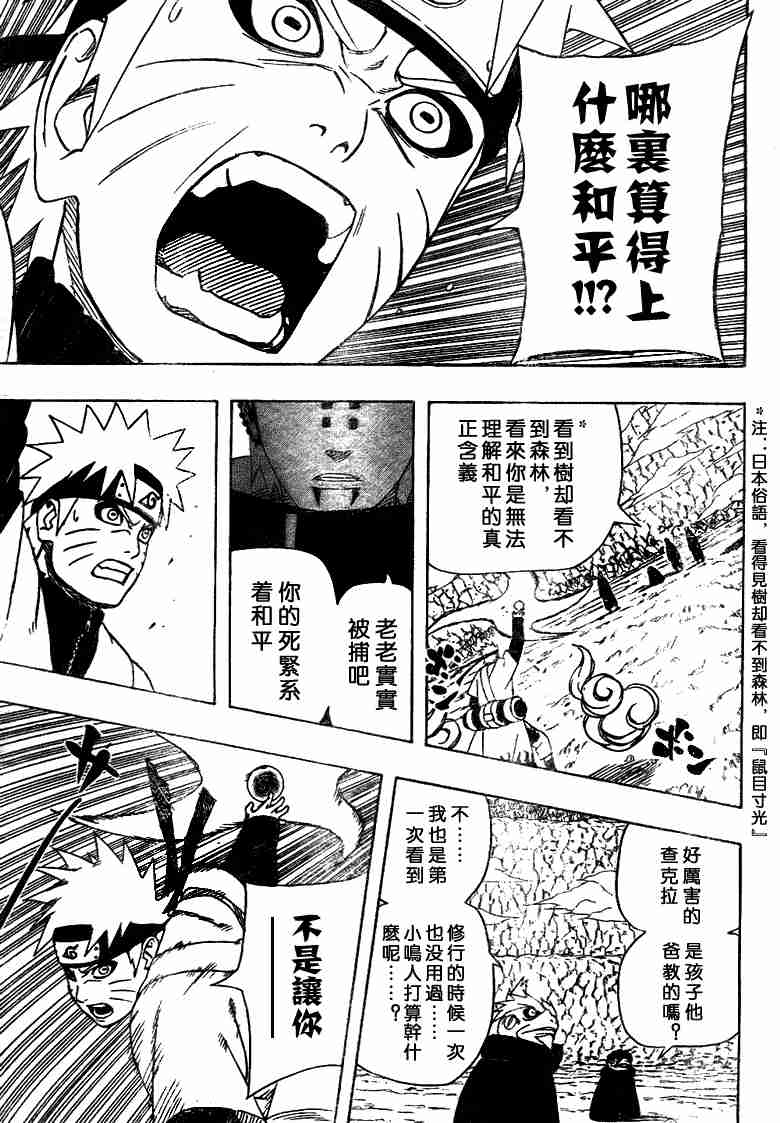 哪裏算得上
什麼和平!!?
*看到樹却看不
到森林，
看來你是無法
理解和平的真
正含義
*注：日本俗語，看得見樹却看不到森林，即『鼠目寸光』
ボン
老老實實
被捕吧
你的死緊系
着和平
好厲害的
查克拉
是孩子他
爸教的嗎？
不……
我也是第
一次看到
修行的時候一次
也没用過……
小鳴人打算幹什
麽呢……？
不是讓你